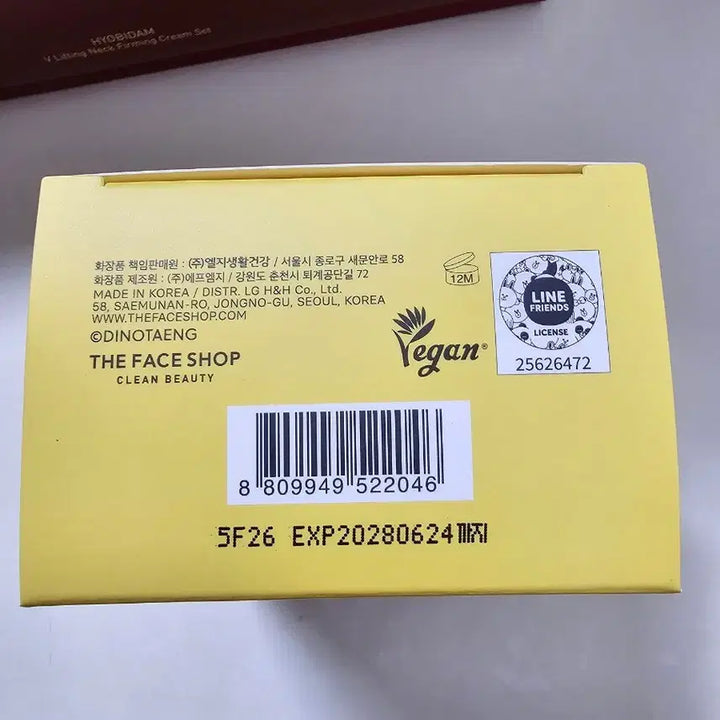 HYOBIDAM
V Lifting Neck Firming Cream Set
화장품 책임판매원 : (주)엘지생활건강 / 서울시 종로구 새문안로 58
화장품 제조원 : (주)에프엠지 / 강원도 춘천시 퇴계공단길 72
MADE IN KOREA / DISTR. LG H&H Co., Ltd.
58, SAEMUNAN-RO, JONGNO-GU, SEOUL, KOREA
WWW.THEFACESHOP.COM
©DINOTAENG
THE FACE SHOP
CLEAN BEAUTY
12M
Vegan®
LINE
FRIENDS
LICENSE
25626472
8 809949 522046
5F26 EXP20280624까지